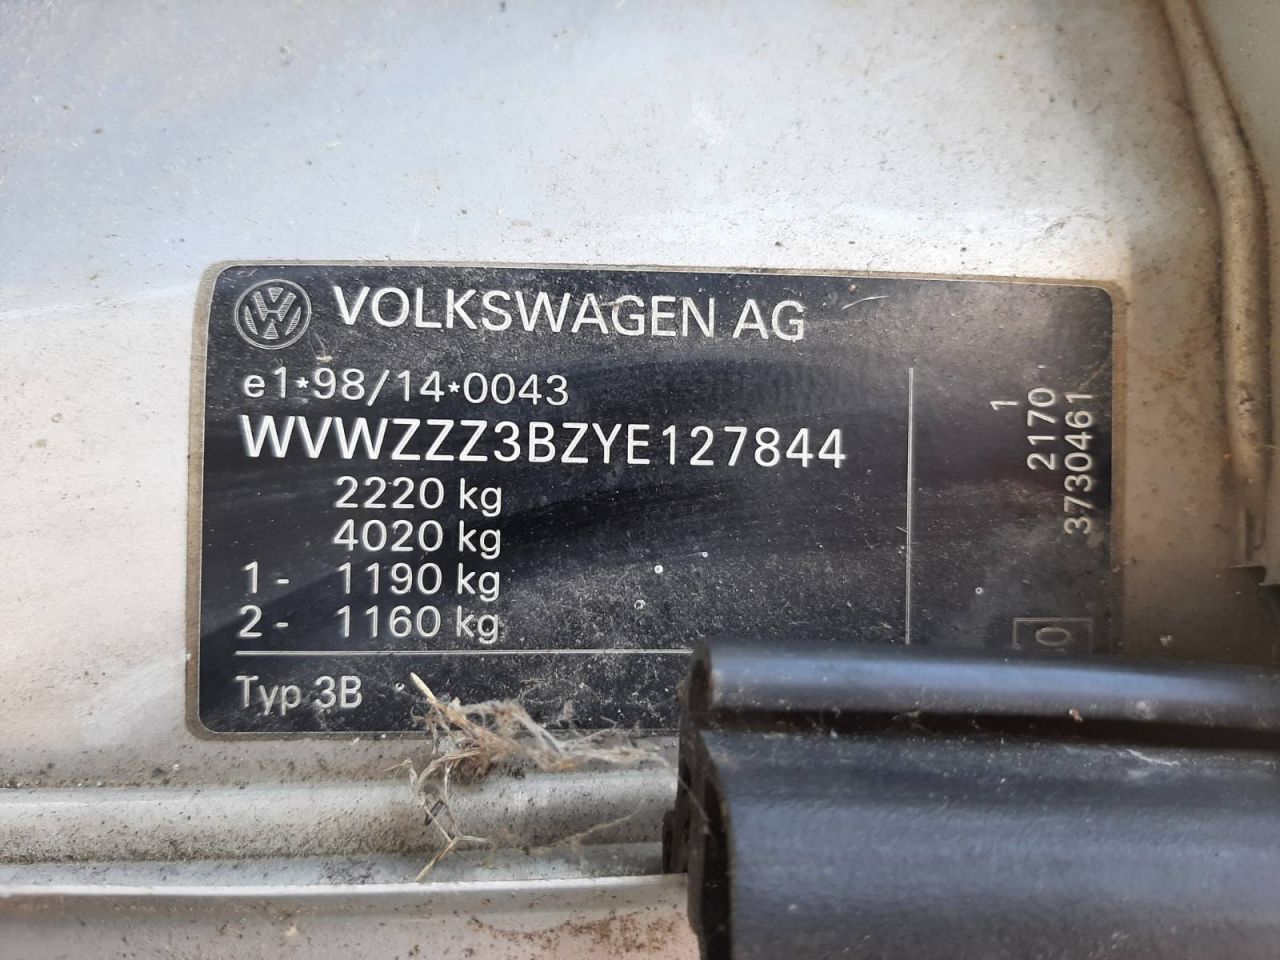 VOLKSWAGEN AG
e1*98/14*0043
WVWZZZ3BZYE127844
2220 kg
4020 kg
1- 1190 kg
2- 1160 kg
Typ 3B
1
2170
3730461